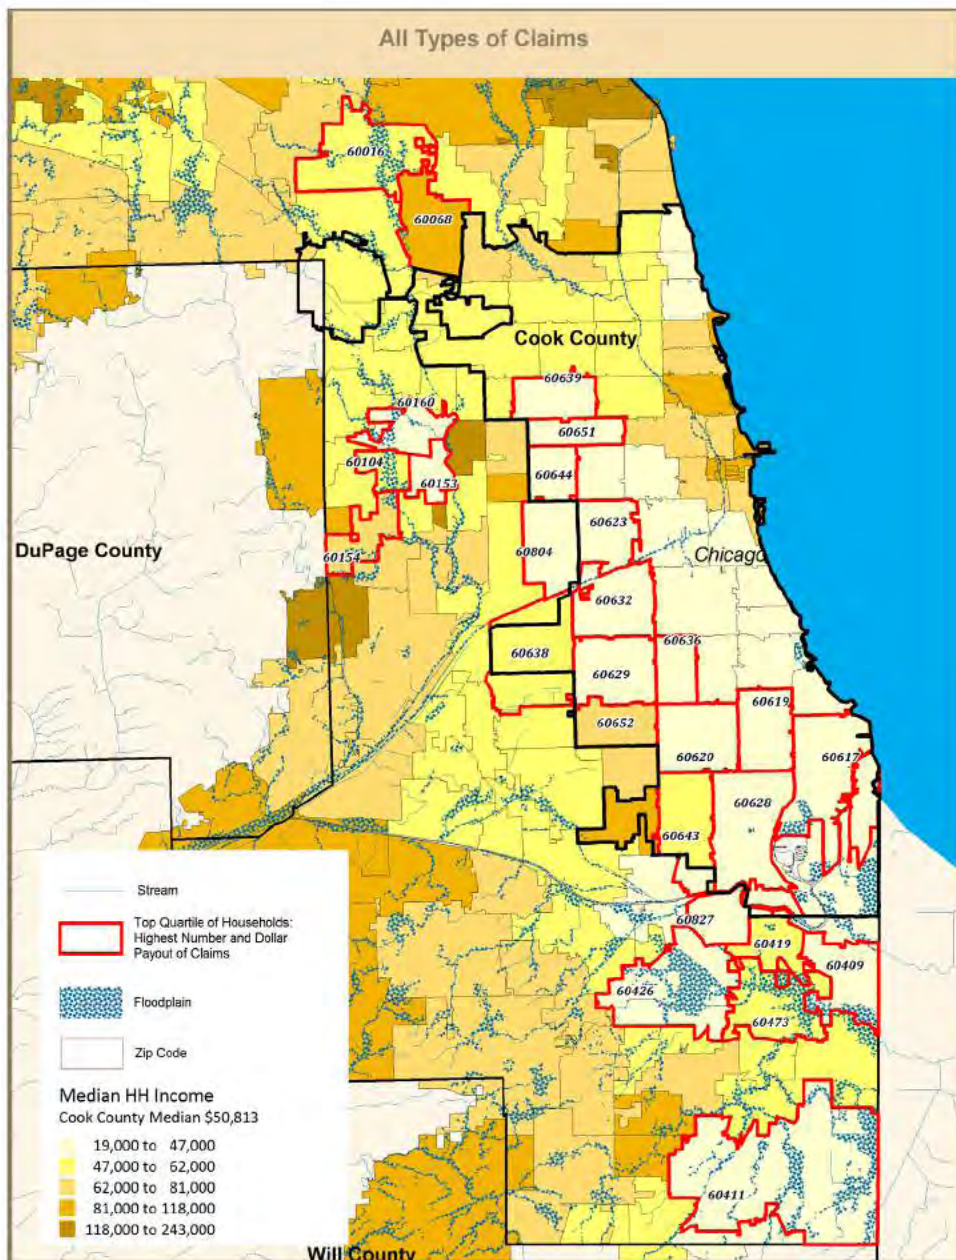 All Types of Claims
60016
60068
Cook County
60639
60160
60651
60104
60644
60153
60623
DuPage County
60804
60154
Chicago
60632
60636
60638
60629
60619
60652
60620
60617
60628
60643
60827
60419
60409
60426
60473
60411
Stream
Top Quartile of Households:
Highest Number and Dollar
Payout of Claims
Floodplain
Zip Code
Median HH Income
Cook County Median $50,813
19,000 to 47,000
47,000 to 62,000
62,000 to 81,000
81,000 to 118,000
118,000 to 243,000
Will County